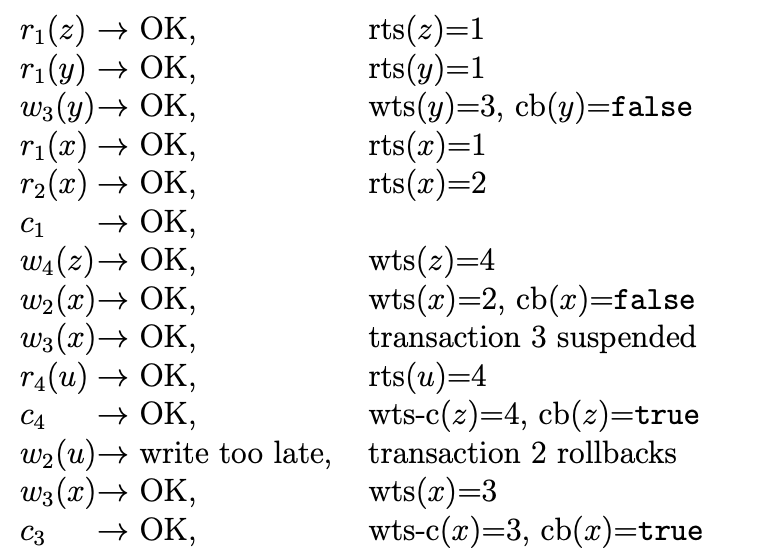 r₁(z) → OK, rts(z)=1
r₁(y) → OK, rts(y)=1
w₃(y)→ OK, wts(y)=3, cb(y)=false
r₁(x) → OK, rts(x)=1
r₂(x) → OK, rts(x)=2
c₁ → OK,
w₄(z)→ OK, wts(z)=4
w₂(x)→ OK, wts(x)=2, cb(x)=false
w₃(x)→ OK, transaction 3 suspended
r₄(u) → OK, rts(u)=4
c₄ → OK, wts-c(z)=4, cb(z)=true
w₂(u)→ write too late, transaction 2 rollbacks
w₃(x)→ OK, wts(x)=3
c₃ → OK, wts-c(x)=3, cb(x)=true